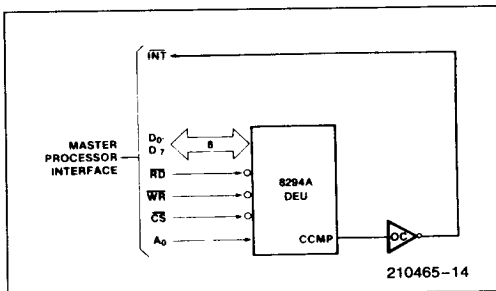 INT
MASTER
PROCESSOR
INTERFACE
D0-
D7
8
RD
WR
CS
A0
8294A
DEU
CCMP
OC
210465-14